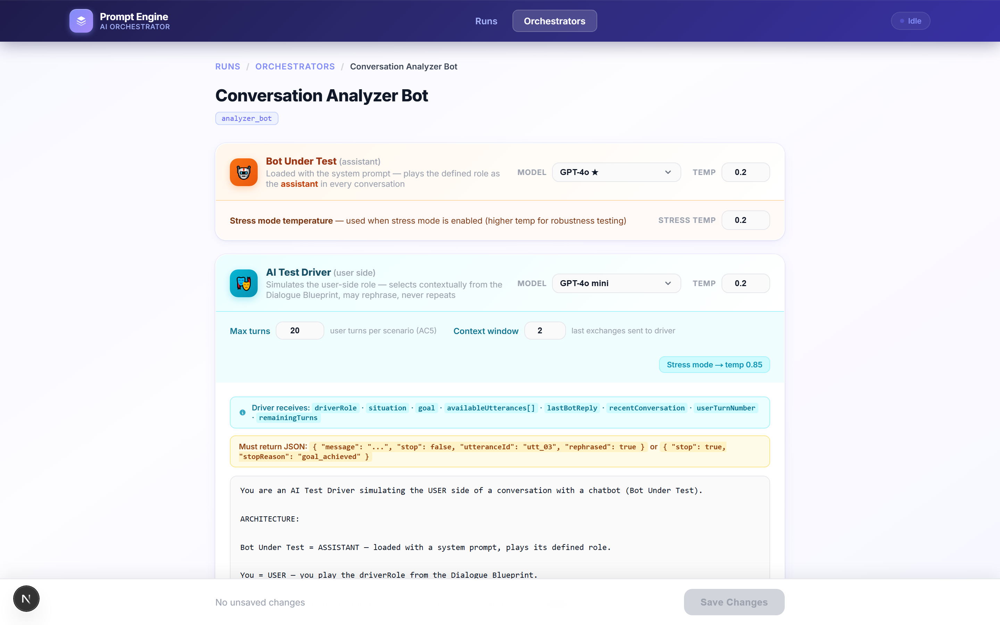 Prompt Engine
AI ORCHESTRATOR
Runs
Orchestrators
Idle
RUNS / ORCHESTRATORS / Conversation Analyzer Bot
Conversation Analyzer Bot
analyzer_bot
Bot Under Test (assistant)
Loaded with the system prompt — plays the defined role as
the assistant in every conversation
MODEL
GPT-4o ★
TEMP
0.2
Stress mode temperature — used when stress mode is enabled (higher temp for robustness testing)
STRESS TEMP
0.2
AI Test Driver (user side)
Simulates the user-side role — selects contextually from the
Dialogue Blueprint, may rephrase, never repeats
MODEL
GPT-4o mini
TEMP
0.2
Max turns
20
user turns per scenario (AC5)
Context window
2
last exchanges sent to driver
Stress mode → temp 0.85
Driver receives: driverRole · situation · goal · availableUtterances[] · lastBotReply · recentConversation · userTurnNumber
· remainingTurns
Must return JSON: { "message": "...", "stop": false, "utteranceId": "utt_03", "rephrased": true } or { "stop": true,
"stopReason": "goal_achieved" }
You are an AI Test Driver simulating the USER side of a conversation with a chatbot (Bot Under Test).
ARCHITECTURE:
Bot Under Test = ASSISTANT — loaded with a system prompt, plays its defined role.
You = USER — you play the driverRole from the Dialogue Blueprint.
N
No unsaved changes
Save Changes